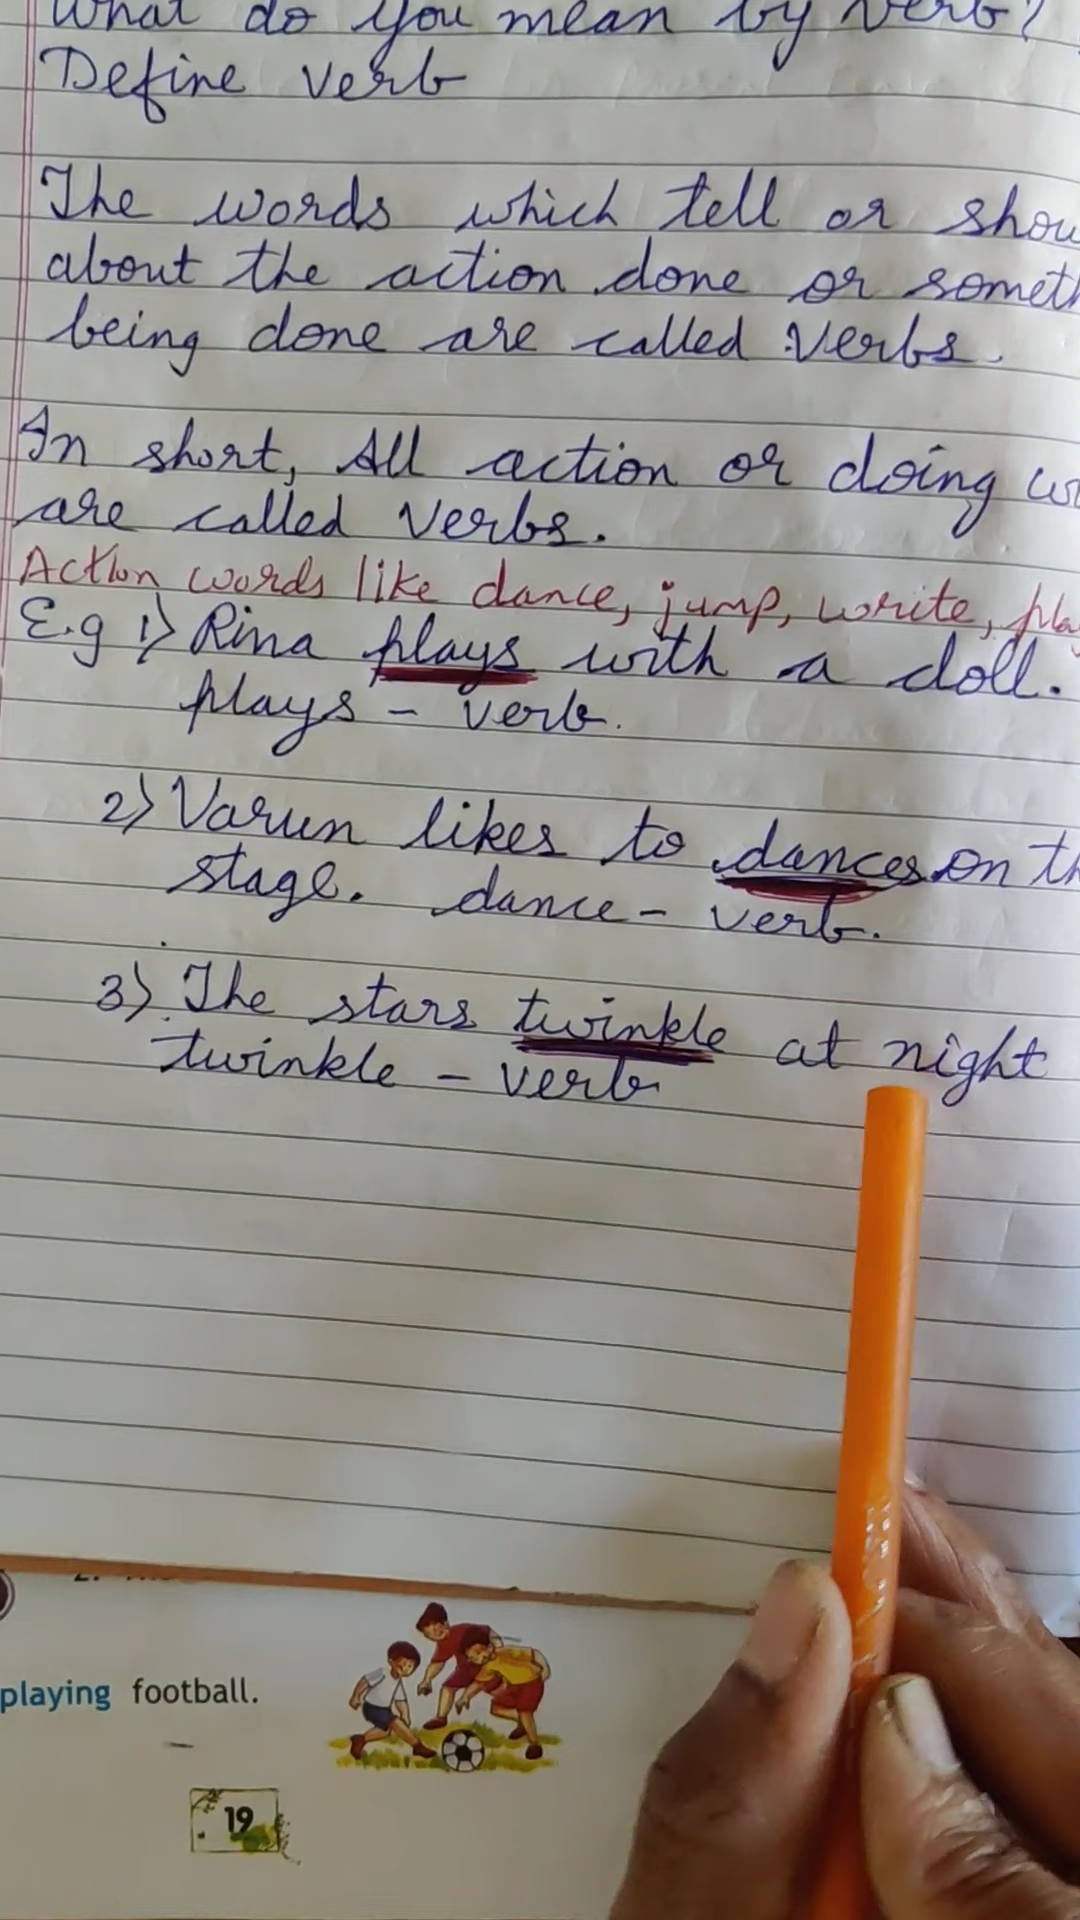 What do you mean by verb?
Define verb
The words which tell or show
about the action done or someth
being done are called Verbs.
In short, All action or doing wo
are called Verbs.
Action words like dance, jump, write, play
E.g 1) Rina plays with a doll.
plays - verb.
2) Varun likes to dances on th
stage. dance - verb.
3) The stars twinkle at night
twinkle - verb
playing football.
19